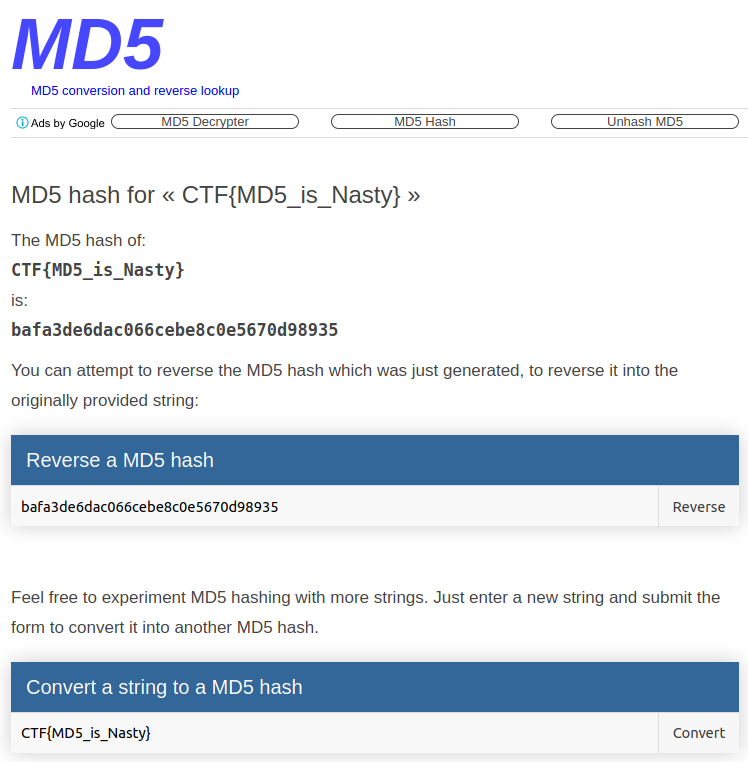 MD5
MD5 conversion and reverse lookup
Ads by Google
MD5 Decrypter
MD5 Hash
Unhash MD5
MD5 hash for « CTF{MD5_is_Nasty} »
The MD5 hash of:
CTF{MD5_is_Nasty}
is:
bafa3de6dac066cebe8c0e5670d98935
You can attempt to reverse the MD5 hash which was just generated, to reverse it into the
originally provided string:
Reverse a MD5 hash
bafa3de6dac066cebe8c0e5670d98935
Reverse
Feel free to experiment MD5 hashing with more strings. Just enter a new string and submit the
form to convert it into another MD5 hash.
Convert a string to a MD5 hash
CTF{MD5_is_Nasty}
Convert